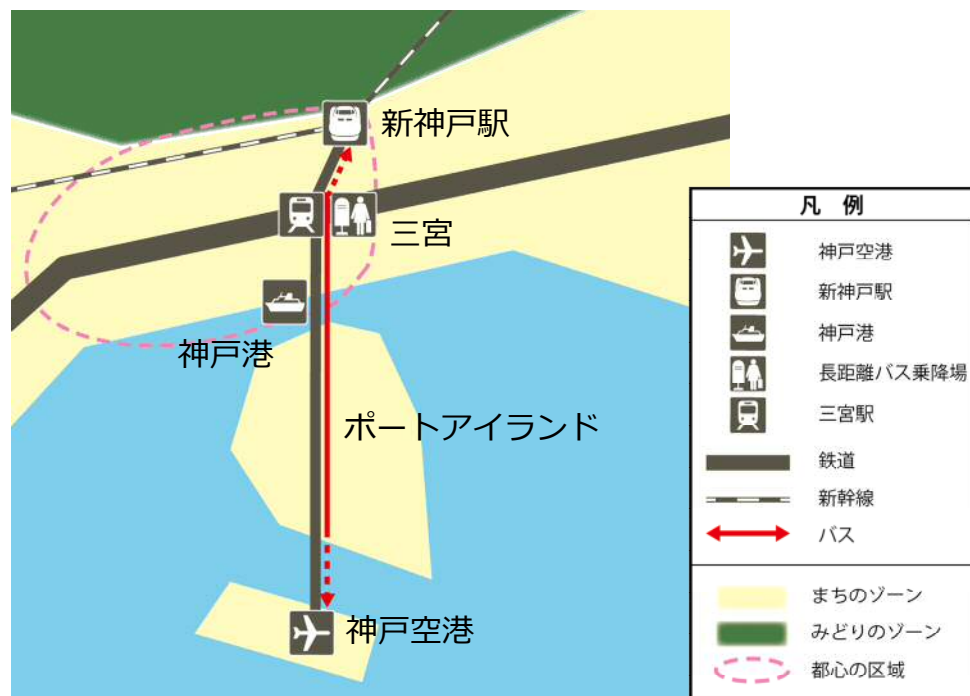 新神戸駅
三宮
神戸港
ポートアイランド
神戸空港
凡 例
神戸空港
新神戸駅
神戸港
長距離バス乗降場
三宮駅
鉄道
新幹線
バス
まちのゾーン
みどりのゾーン
都心の区域